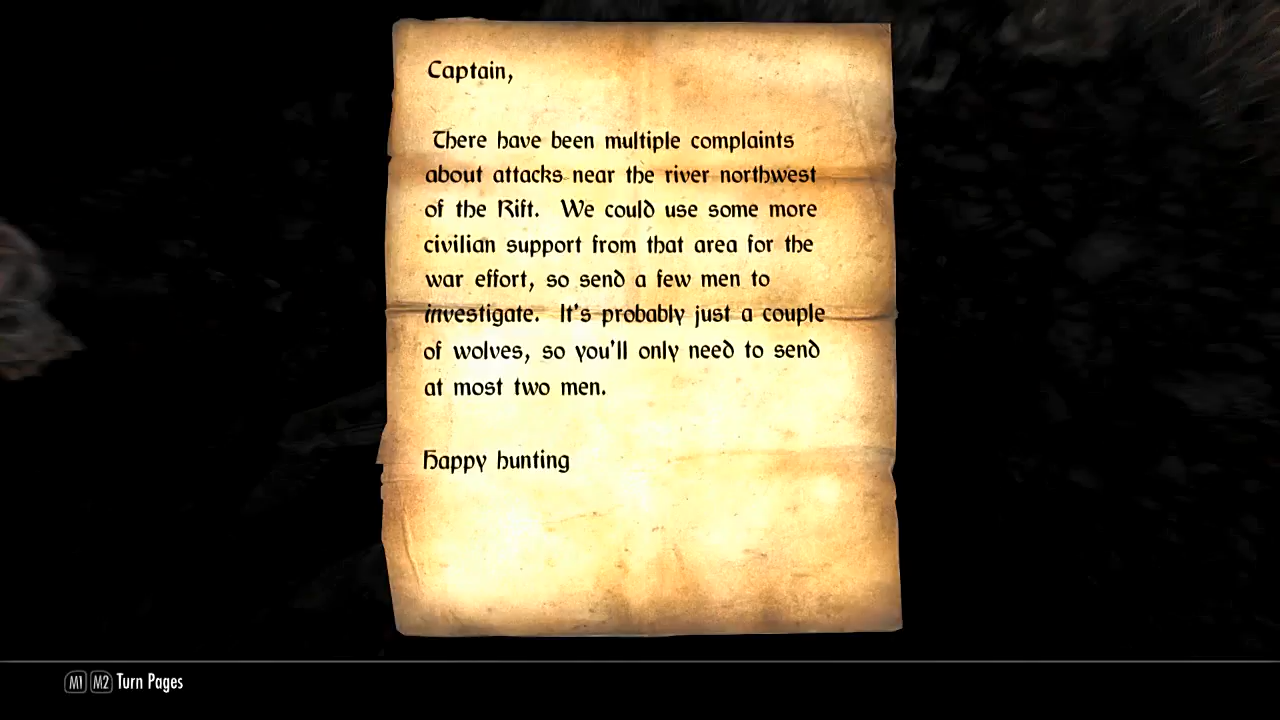 Captain,
There have been multiple complaints
about attacks near the river northwest
of the Rift. We could use some more
civilian support from that area for the
war effort, so send a few men to
investigate. It's probably just a couple
of wolves, so you'll only need to send
at most two men.
Happy hunting
M1 M2 Turn Pages